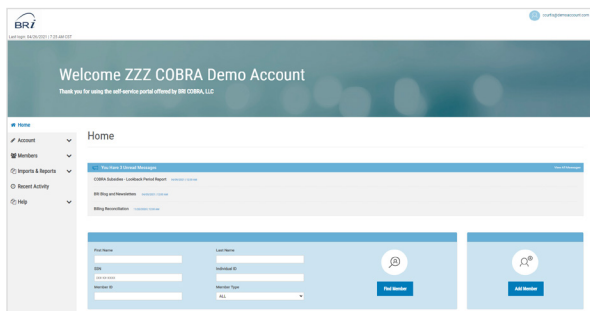 BRi
ccurtis@demoaccount.com
Last login: 04/26/2021 | 7:25 AM CST
Welcome ZZZ COBRA Demo Account
Thank you for using the self-service portal offered by BRI COBRA, LLC
Home
Account
Members
Imports & Reports
Recent Activity
Help
Home
You Have 3 Unread Messages
COBRA Subsidies - Lookback Period Report
BRI Blog and Newsletters
Billing Reconciliation
First Name
Last Name
SSN
Individual ID
Member ID
Member Type
ALL
Find Member
Add Member